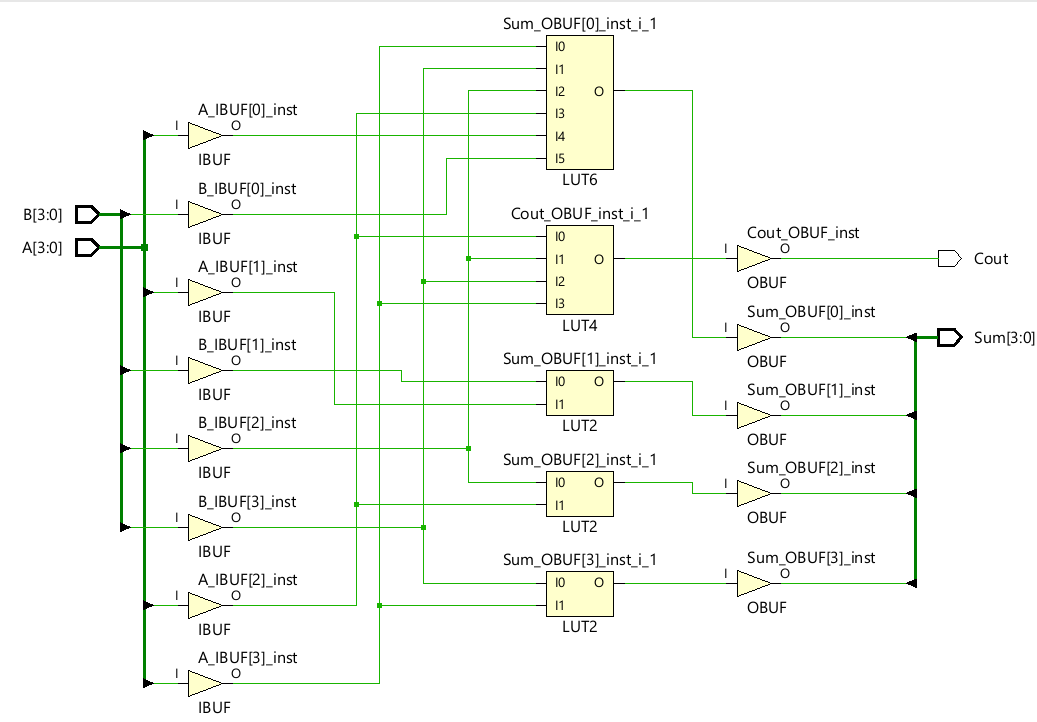 Sum_OBUF[0]_inst_i_1
I0
I1
I2
O
I3
I4
I5
LUT6
A_IBUF[0]_inst
I
O
IBUF
B_IBUF[0]_inst
I
O
IBUF
B[3:0]
A[3:0]
Cout_OBUF_inst_i_1
I0
I1
O
I2
I3
LUT4
Cout_OBUF_inst
I
O
OBUF
Cout
A_IBUF[1]_inst
I
O
IBUF
Sum_OBUF[0]_inst
I
O
OBUF
Sum[3:0]
B_IBUF[1]_inst
I
O
IBUF
Sum_OBUF[1]_inst_i_1
I0
O
I1
LUT2
Sum_OBUF[1]_inst
I
O
OBUF
B_IBUF[2]_inst
I
O
IBUF
Sum_OBUF[2]_inst_i_1
I0
O
I1
LUT2
Sum_OBUF[2]_inst
I
O
OBUF
B_IBUF[3]_inst
I
O
IBUF
Sum_OBUF[3]_inst_i_1
I0
O
I1
LUT2
Sum_OBUF[3]_inst
I
O
OBUF
A_IBUF[2]_inst
I
O
IBUF
A_IBUF[3]_inst
I
O
IBUF